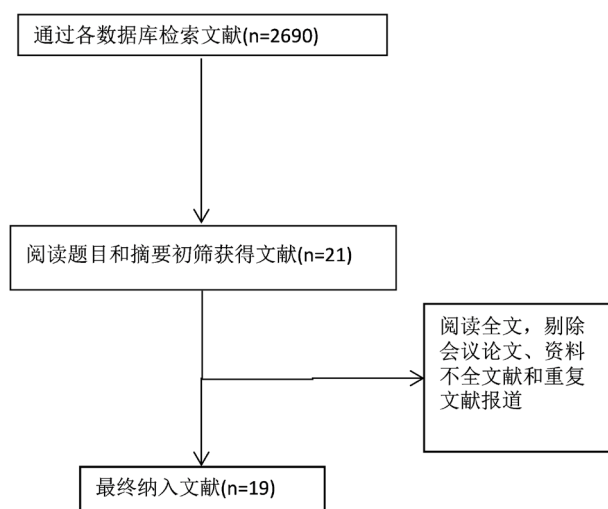 通过各数据库检索文献(n=2690)
阅读题目和摘要初筛获得文献(n=21)
阅读全文，剔除
会议论文、资料
不全文献和重复
文献报道
最终纳入文献(n=19)